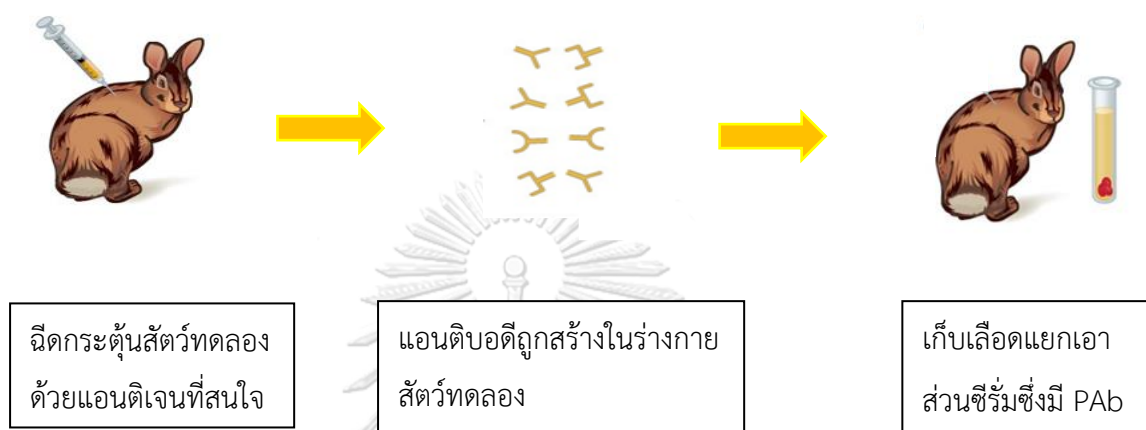 ฉีดกระตุ้นสัตว์ทดลอง
ด้วยแอนติเจนที่สนใจ
แอนติบอดีถูกสร้างในร่างกาย
สัตว์ทดลอง
เก็บเลือดแยกเอา
ส่วนซีรั่มซึ่งมี PAb